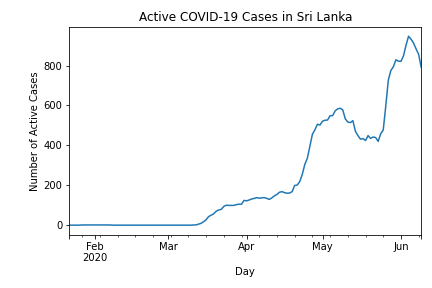 Active COVID-19 Cases in Sri Lanka
Number of Active Cases
800
600
400
200
0
Feb Mar Apr May Jun
2020
Day